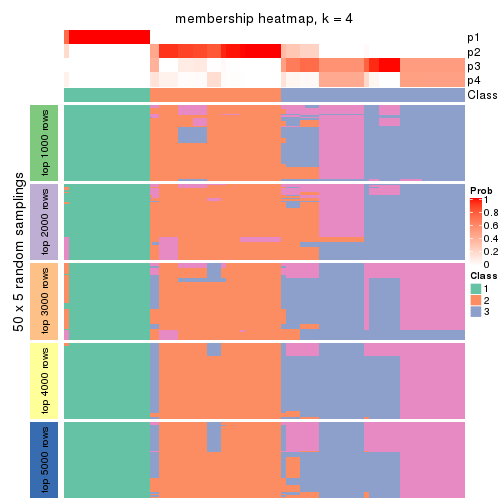 membership heatmap, k = 4
p1
p2
p3
p4
Class
50 x 5 random samplings
top 1000 rows
top 2000 rows
top 3000 rows
top 4000 rows
top 5000 rows
Prob
1
0.8
0.6
0.4
0.2
0
Class
1
2
3